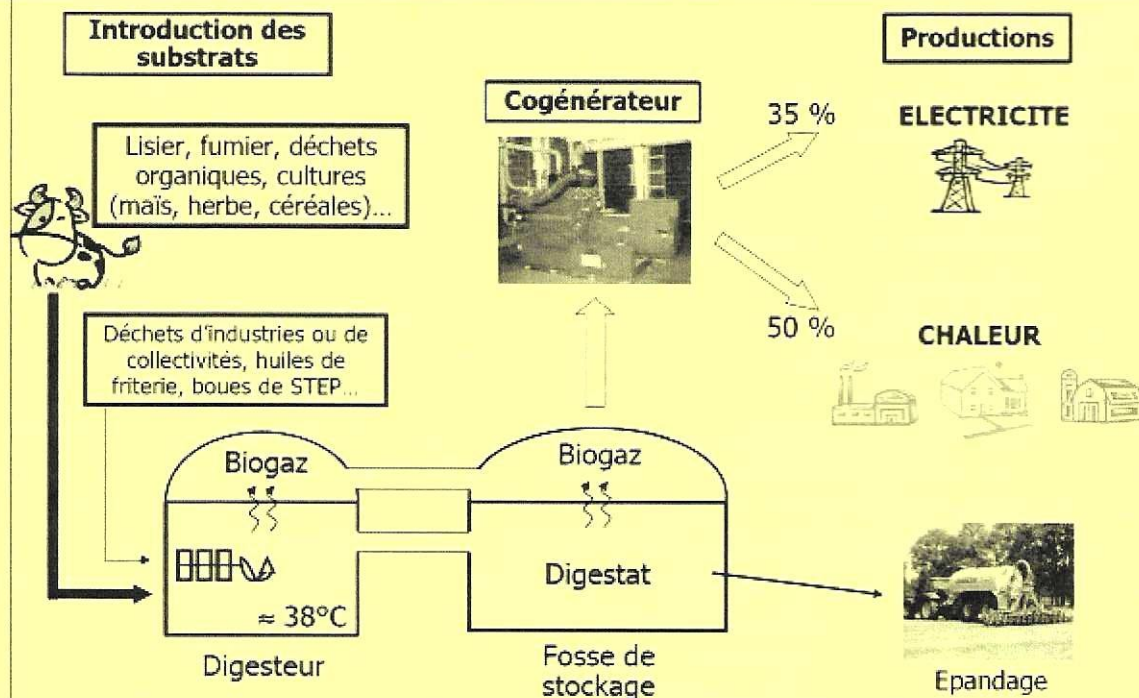 Introduction des
substrats
Productions
Cogénérateur
35 %
ELECTRICITE
Lisier, fumier, déchets
organiques, cultures
(maïs, herbe, céréales)...
50 %
CHALEUR
Déchets d'industries ou de
collectivités, huiles de
friterie, boues de STEP...
Biogaz
Biogaz
Digestat
≈ 38°C
Digesteur
Fosse de
stockage
Epandage